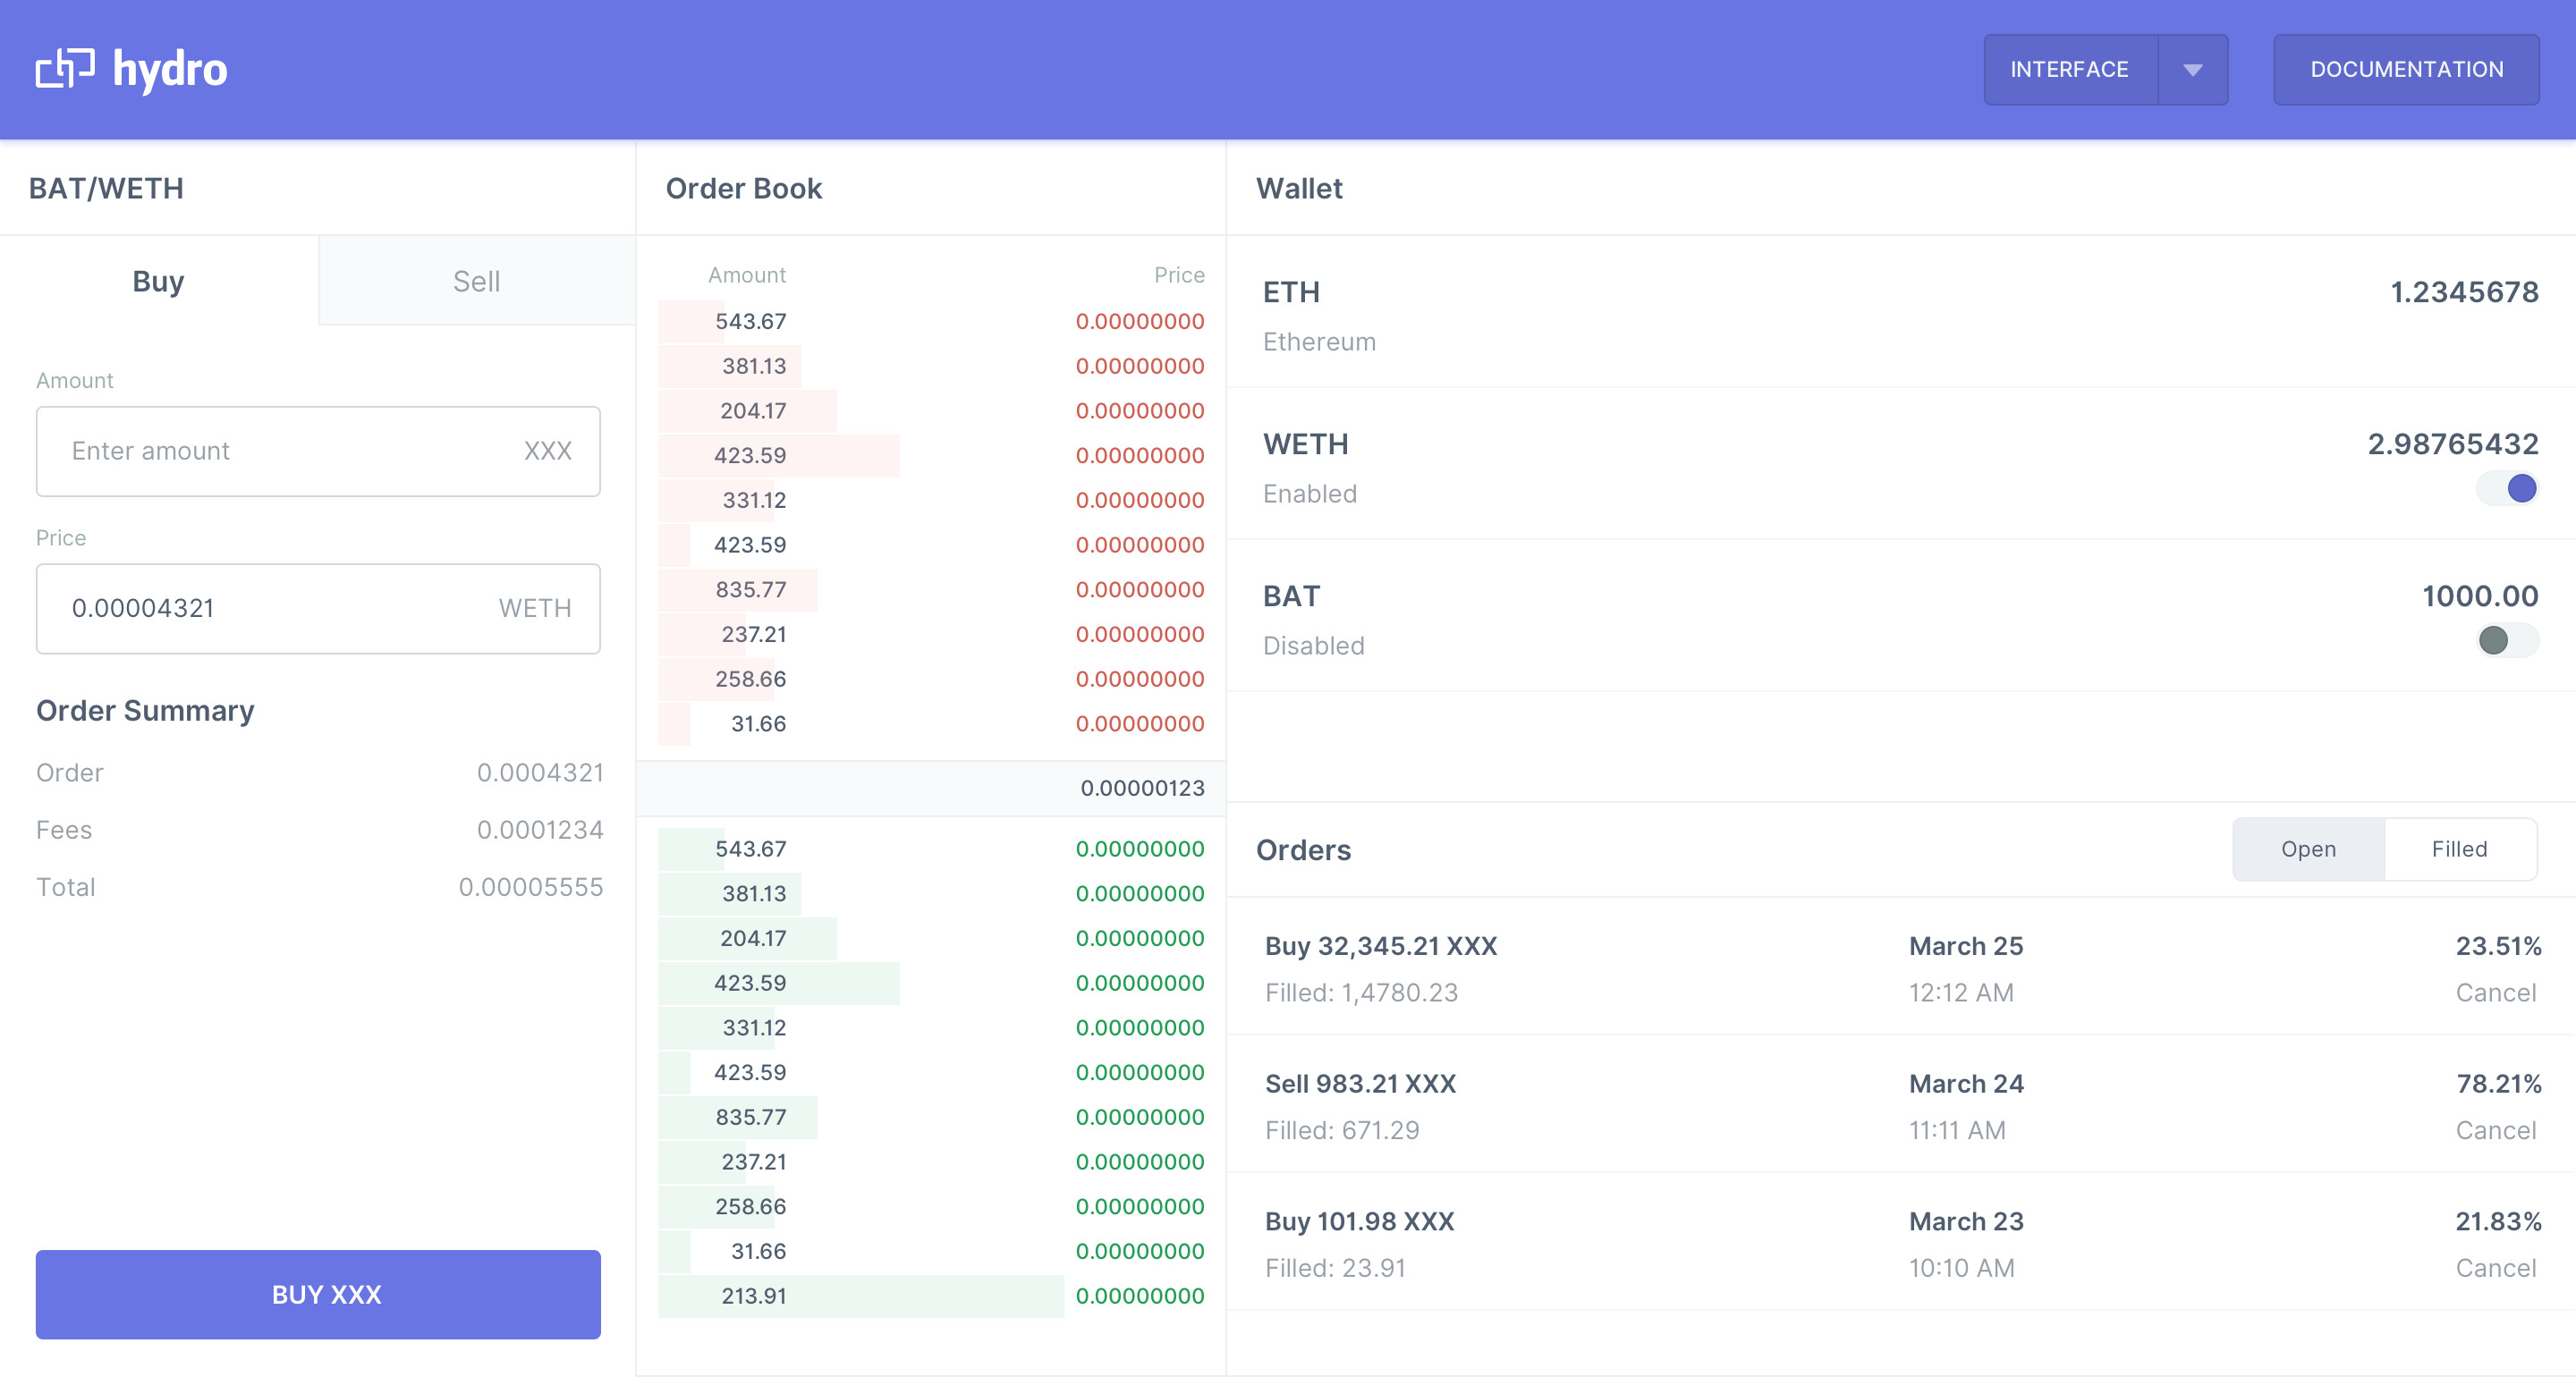 hydro
INTERFACE
DOCUMENTATION
BAT/WETH
Buy
Sell
Amount
Enter amount XXX
Price
0.00004321 WETH
Order Summary
Order 0.0004321
Fees 0.0001234
Total 0.00005555
BUY XXX
Order Book
Amount Price
543.67 0.00000000
381.13 0.00000000
204.17 0.00000000
423.59 0.00000000
331.12 0.00000000
423.59 0.00000000
835.77 0.00000000
237.21 0.00000000
258.66 0.00000000
31.66 0.00000000
0.00000123
543.67 0.00000000
381.13 0.00000000
204.17 0.00000000
423.59 0.00000000
331.12 0.00000000
423.59 0.00000000
835.77 0.00000000
237.21 0.00000000
258.66 0.00000000
31.66 0.00000000
213.91 0.00000000
Wallet
ETH 1.2345678
Ethereum
WETH 2.98765432
Enabled
BAT 1000.00
Disabled
Orders
Open
Filled
Buy 32,345.21 XXX March 25 23.51%
Filled: 1,4780.23 12:12 AM Cancel
Sell 983.21 XXX March 24 78.21%
Filled: 671.29 11:11 AM Cancel
Buy 101.98 XXX March 23 21.83%
Filled: 23.91 10:10 AM Cancel